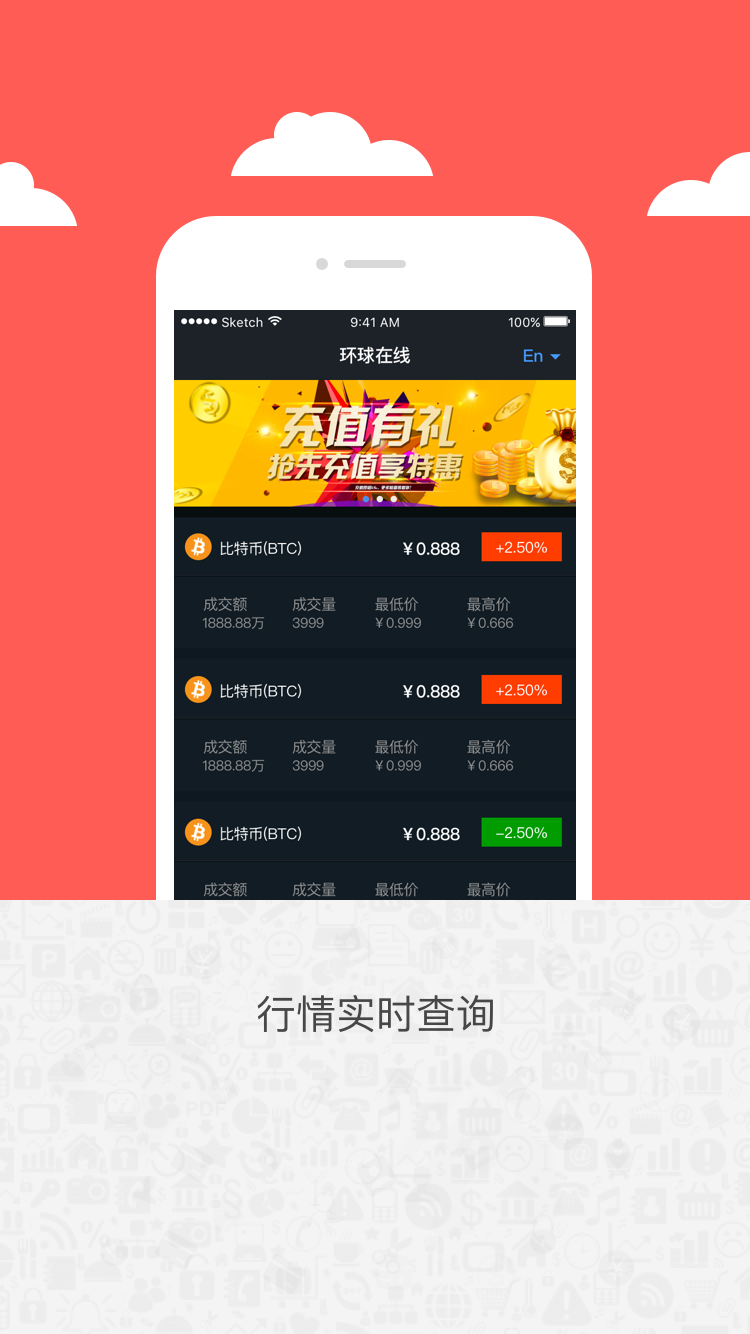 Sketch 9:41 AM 100%
环球在线 En
充值有礼
抢先充值享特惠
比特币(BTC) ￥0.888 +2.50%
成交额 成交量 最低价 最高价
1888.88万 3999 ￥0.999 ￥0.666
比特币(BTC) ￥0.888 +2.50%
成交额 成交量 最低价 最高价
1888.88万 3999 ￥0.999 ￥0.666
比特币(BTC) ￥0.888 −2.50%
成交额 成交量 最低价 最高价
行情实时查询